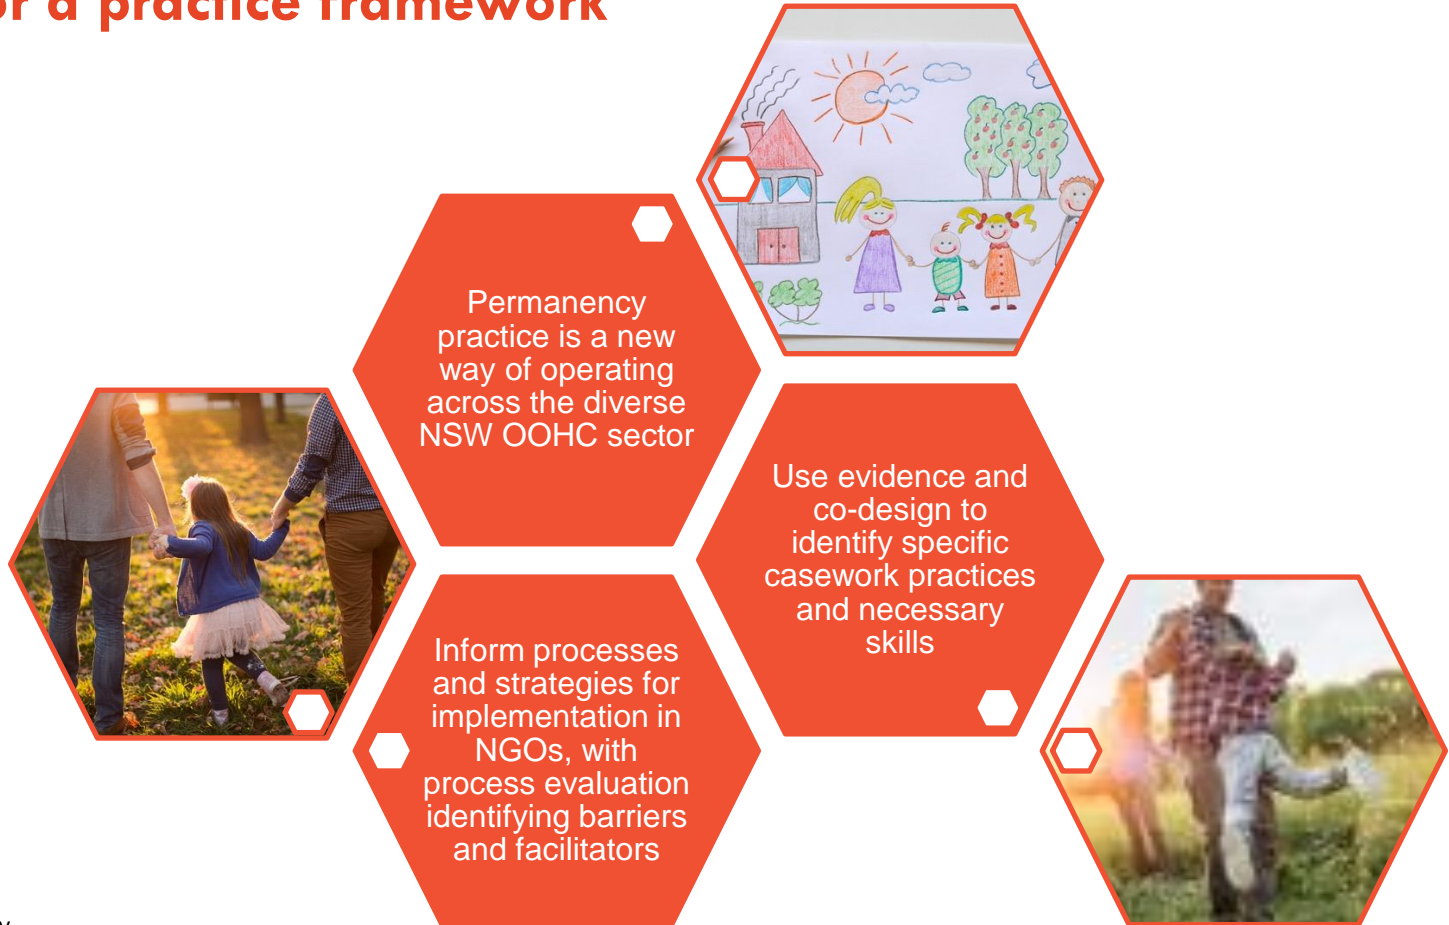 or a practice framework
Permanency
practice is a new
way of operating
across the diverse
NSW OOHC sector
Use evidence and
co-design to
identify specific
casework practices
and necessary
skills
Inform processes
and strategies for
implementation in
NGOs, with
process evaluation
identifying barriers
and facilitators